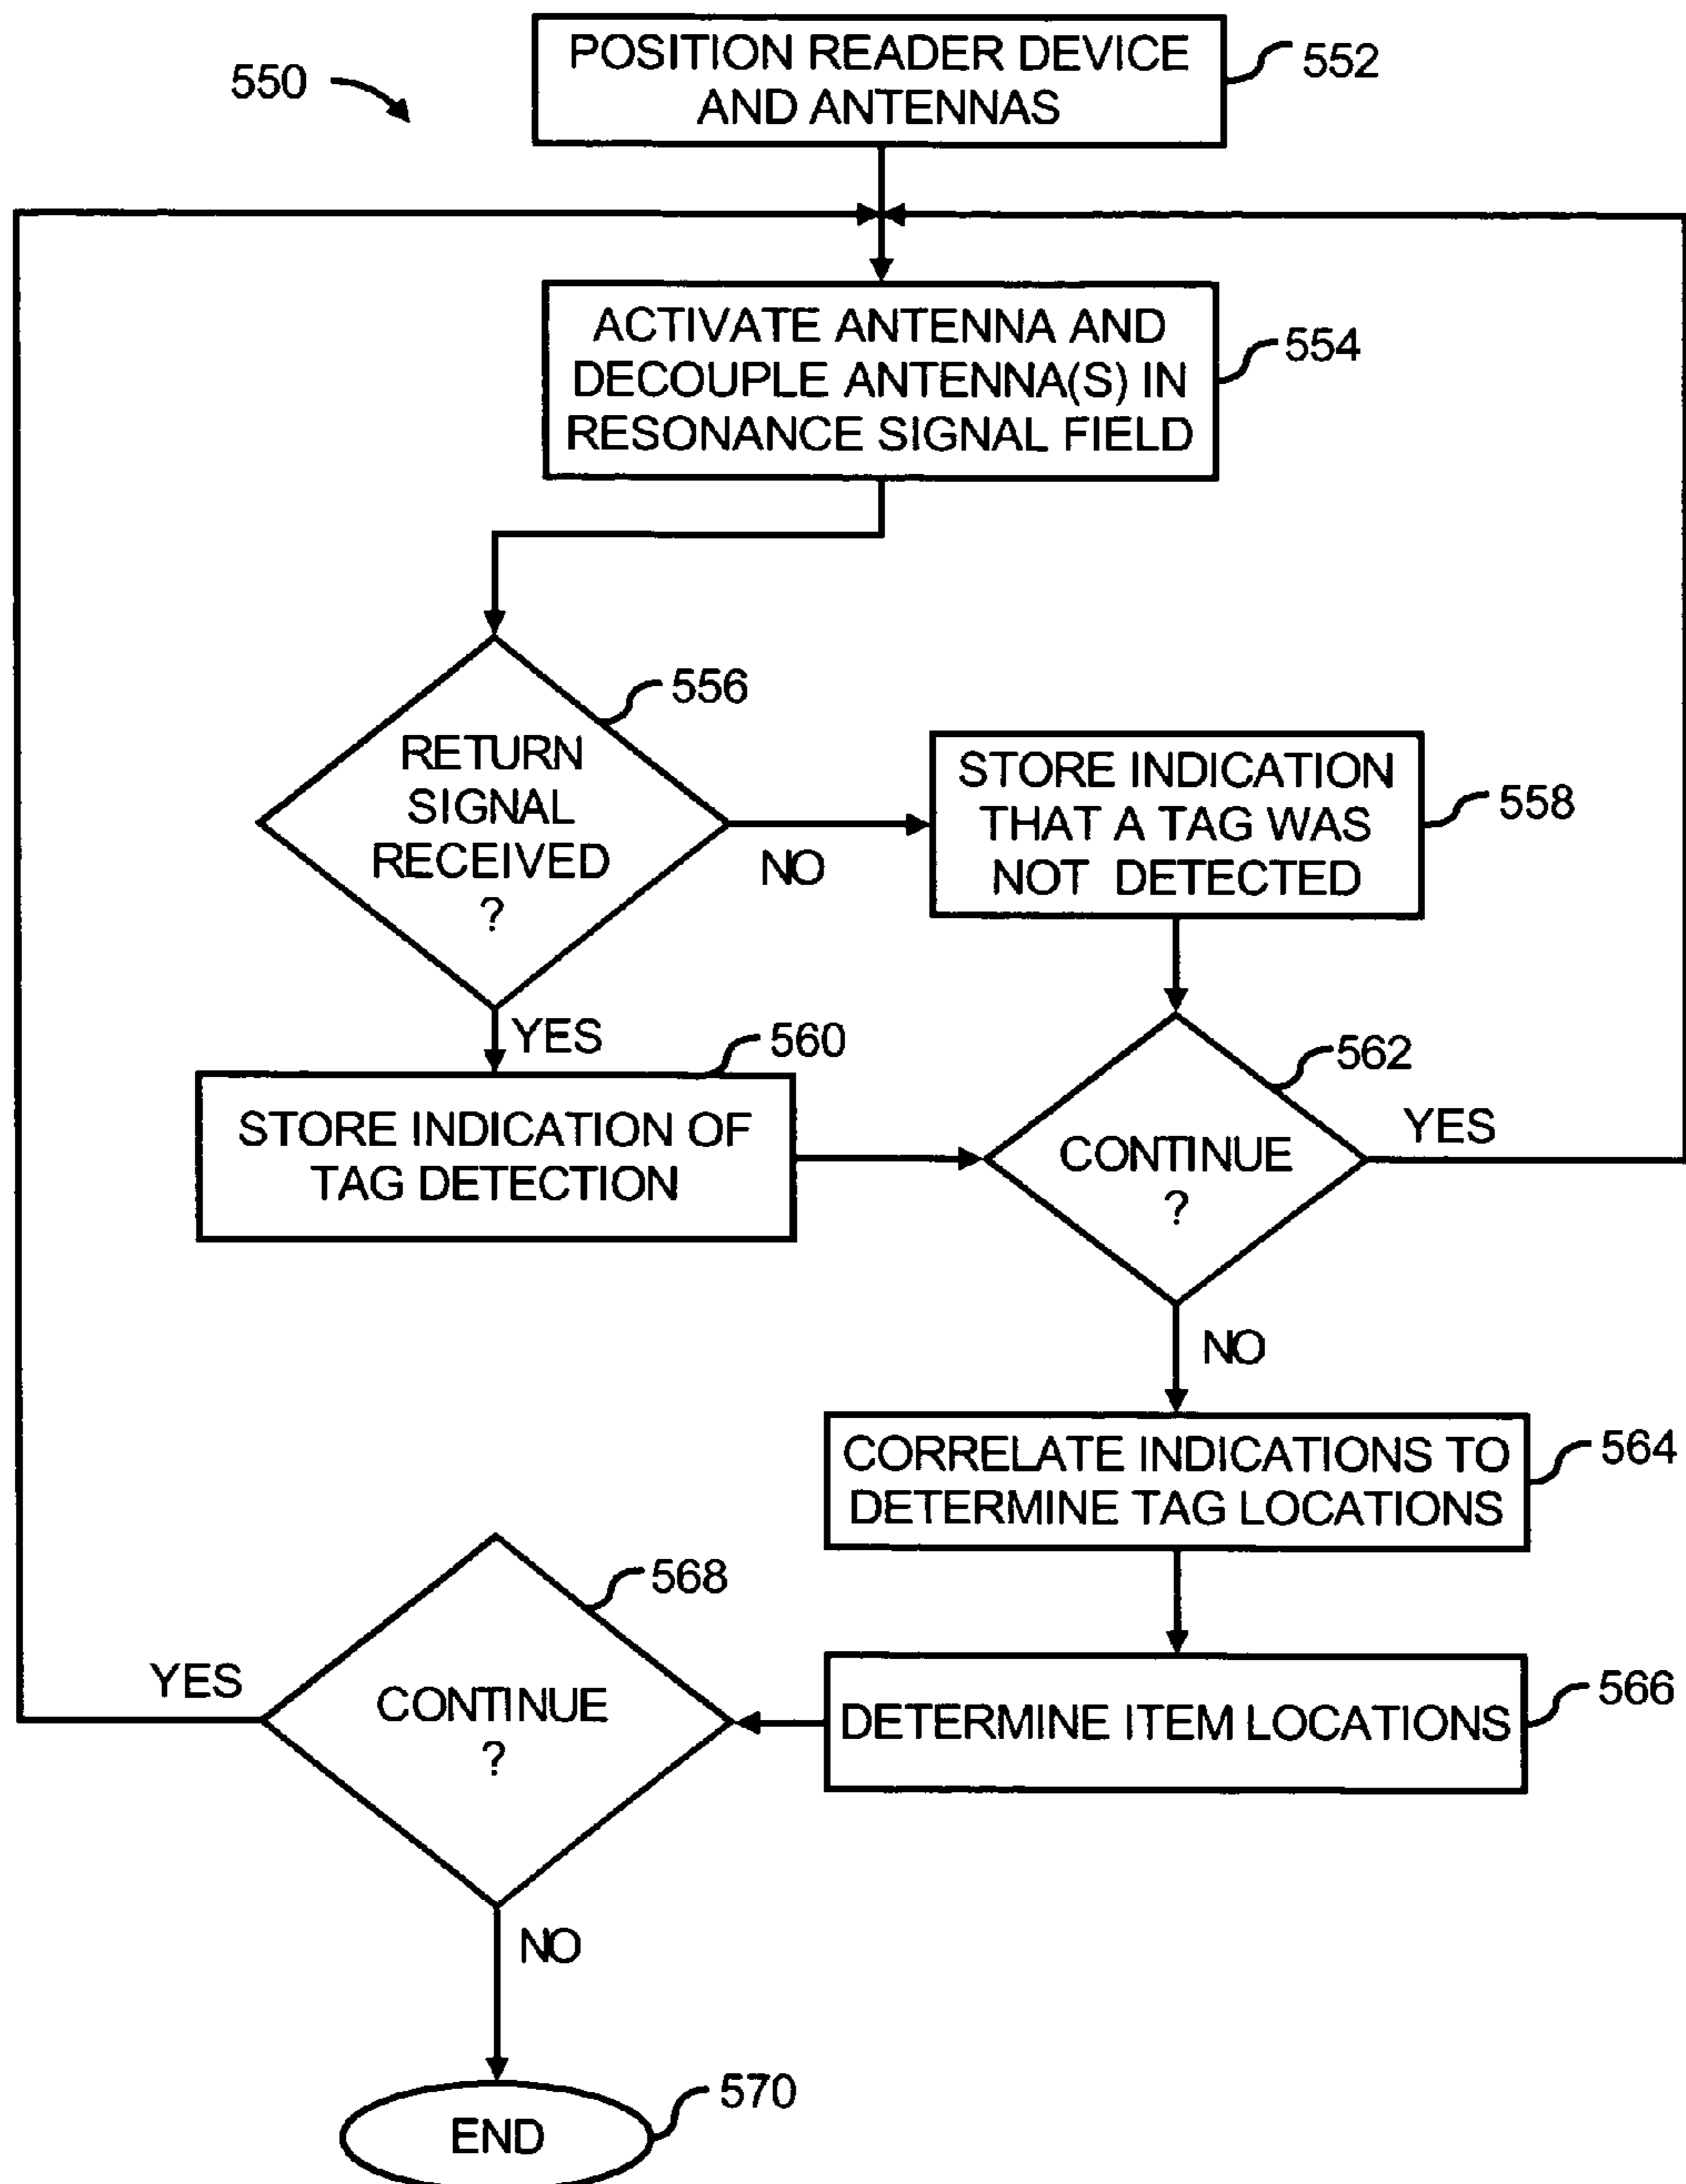 550
POSITION READER DEVICE
AND ANTENNAS
552
ACTIVATE ANTENNA AND
DECOUPLE ANTENNA(S) IN
RESONANCE SIGNAL FIELD
554
RETURN
SIGNAL
RECEIVED
?
556
NO
STORE INDICATION
THAT A TAG WAS
NOT DETECTED
558
YES
STORE INDICATION OF
TAG DETECTION
560
CONTINUE
?
562
YES
NO
CORRELATE INDICATIONS TO
DETERMINE TAG LOCATIONS
564
DETERMINE ITEM LOCATIONS
566
CONTINUE
?
568
YES
NO
END
570